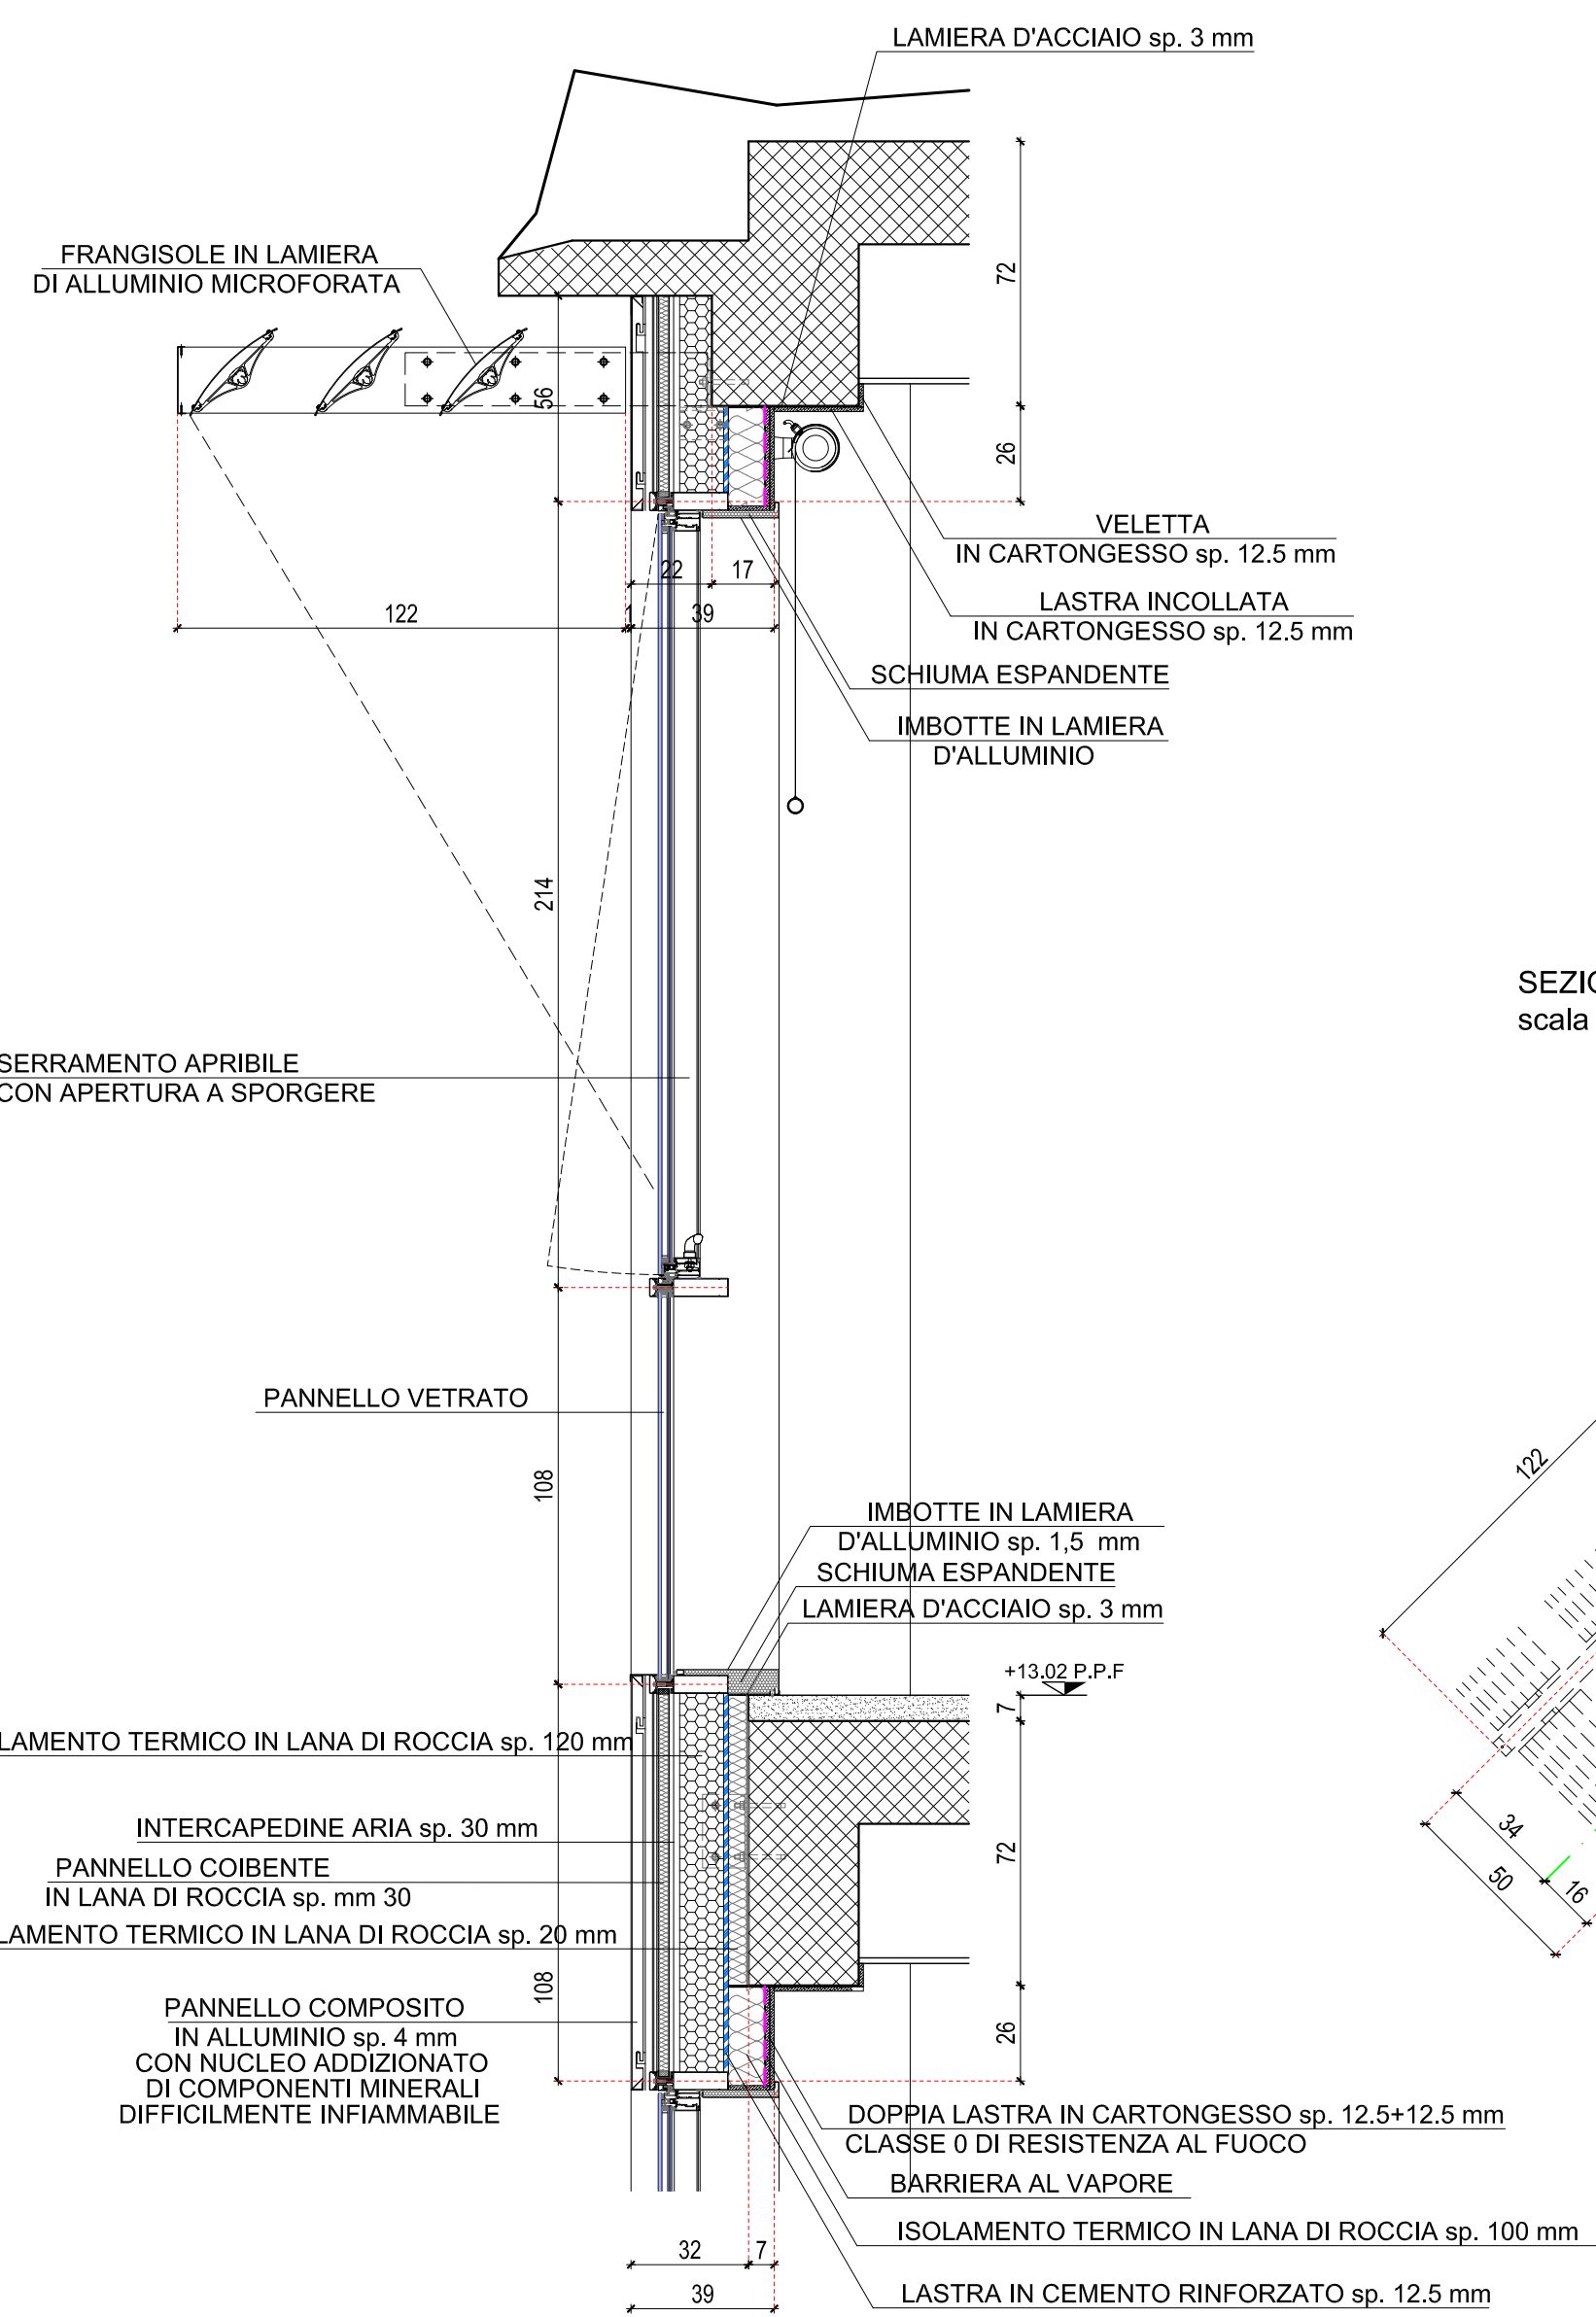 LAMIERA D'ACCIAIO sp. 3 mm
FRANGISOLE IN LAMIERA
DI ALLUMINIO MICROFORATA
72
56
26
VELETTA
IN CARTONGESSO sp. 12.5 mm
22
17
LASTRA INCOLLATA
IN CARTONGESSO sp. 12.5 mm
122
1
39
SCHIUMA ESPANDENTE
IMBOTTE IN LAMIERA
D'ALLUMINIO
214
SEZIO
scala
SERRAMENTO APRIBILE
CON APERTURA A SPORGERE
PANNELLO VETRATO
122
108
IMBOTTE IN LAMIERA
D'ALLUMINIO sp. 1,5 mm
SCHIUMA ESPANDENTE
LAMIERA D'ACCIAIO sp. 3 mm
+13.02 P.P.F
7
LAMENTO TERMICO IN LANA DI ROCCIA sp. 120 mm
INTERCAPEDINE ARIA sp. 30 mm
34
72
PANNELLO COIBENTE
IN LANA DI ROCCIA sp. mm 30
50
16
LAMENTO TERMICO IN LANA DI ROCCIA sp. 20 mm
108
PANNELLO COMPOSITO
IN ALLUMINIO sp. 4 mm
CON NUCLEO ADDIZIONATO
DI COMPONENTI MINERALI
DIFFICILMENTE INFIAMMABILE
26
DOPPIA LASTRA IN CARTONGESSO sp. 12.5+12.5 mm
CLASSE 0 DI RESISTENZA AL FUOCO
BARRIERA AL VAPORE
ISOLAMENTO TERMICO IN LANA DI ROCCIA sp. 100 mm
32
7
39
LASTRA IN CEMENTO RINFORZATO sp. 12.5 mm